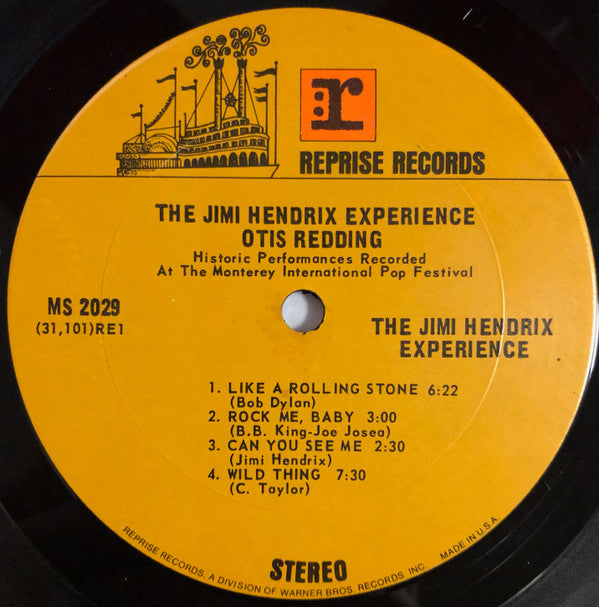 r
REPRISE RECORDS
THE JIMI HENDRIX EXPERIENCE
OTIS REDDING
Historic Performances Recorded
At The Monterey International Pop Festival
MS 2029
(31,101)RE1
THE JIMI HENDRIX
EXPERIENCE
1. LIKE A ROLLING STONE 6:22
(Bob Dylan)
2. ROCK ME, BABY 3:00
(B.B. King-Joe Josea)
3. CAN YOU SEE ME 2:30
(Jimi Hendrix)
4. WILD THING 7:30
(C. Taylor)
STEREO
REPRISE RECORDS, A DIVISION OF WARNER BROS. RECORDS, INC. MADE IN U.S.A.